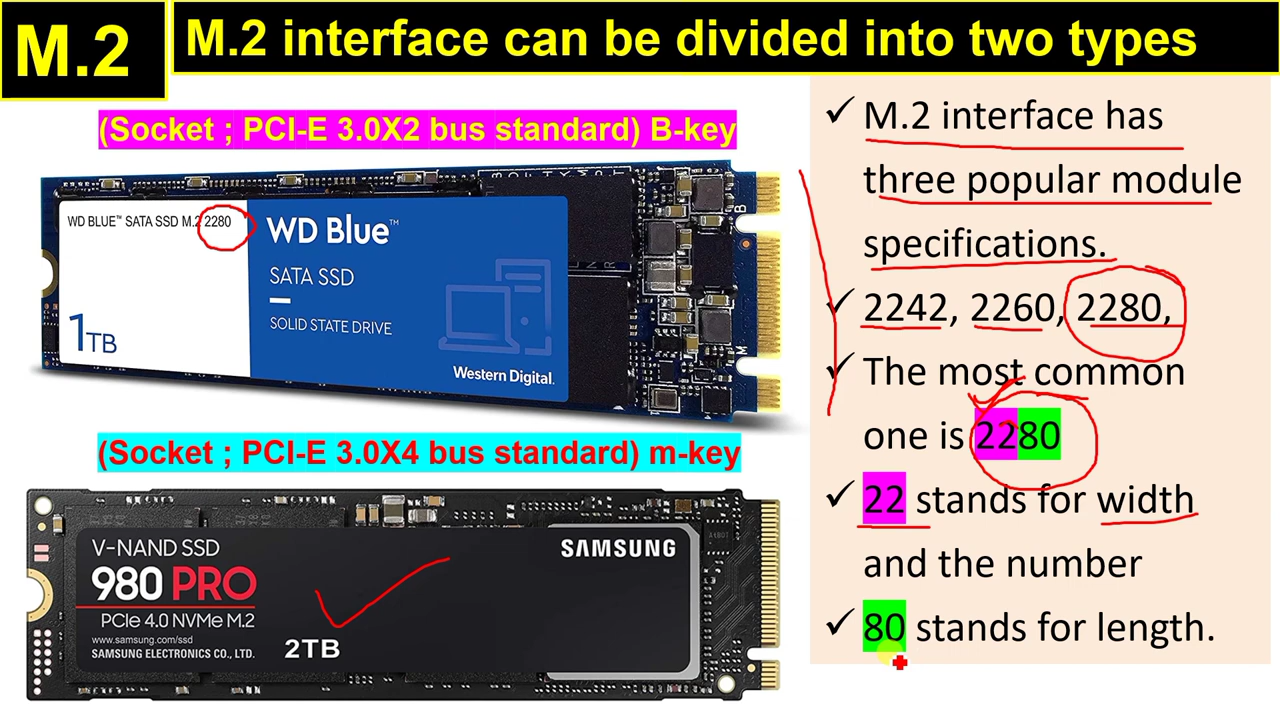 M.2
M.2 interface can be divided into two types
(Socket ; PCI-E 3.0X2 bus standard) B-key
WD BLUE™ SATA SSD M.2 2280
WD Blue™
SATA SSD
SOLID STATE DRIVE
1TB
Western Digital.
B
M
(Socket ; PCI-E 3.0X4 bus standard) m-key
V-NAND SSD
980 PRO
PCIe 4.0 NVMe M.2
www.samsung.com/ssd
SAMSUNG ELECTRONICS CO., LTD.
2TB
SAMSUNG
✓ M.2 interface has
three popular module
specifications.
✓ 2242, 2260, 2280,
✓ The most common
one is 2280
✓ 22 stands for width
and the number
✓ 80 stands for length.